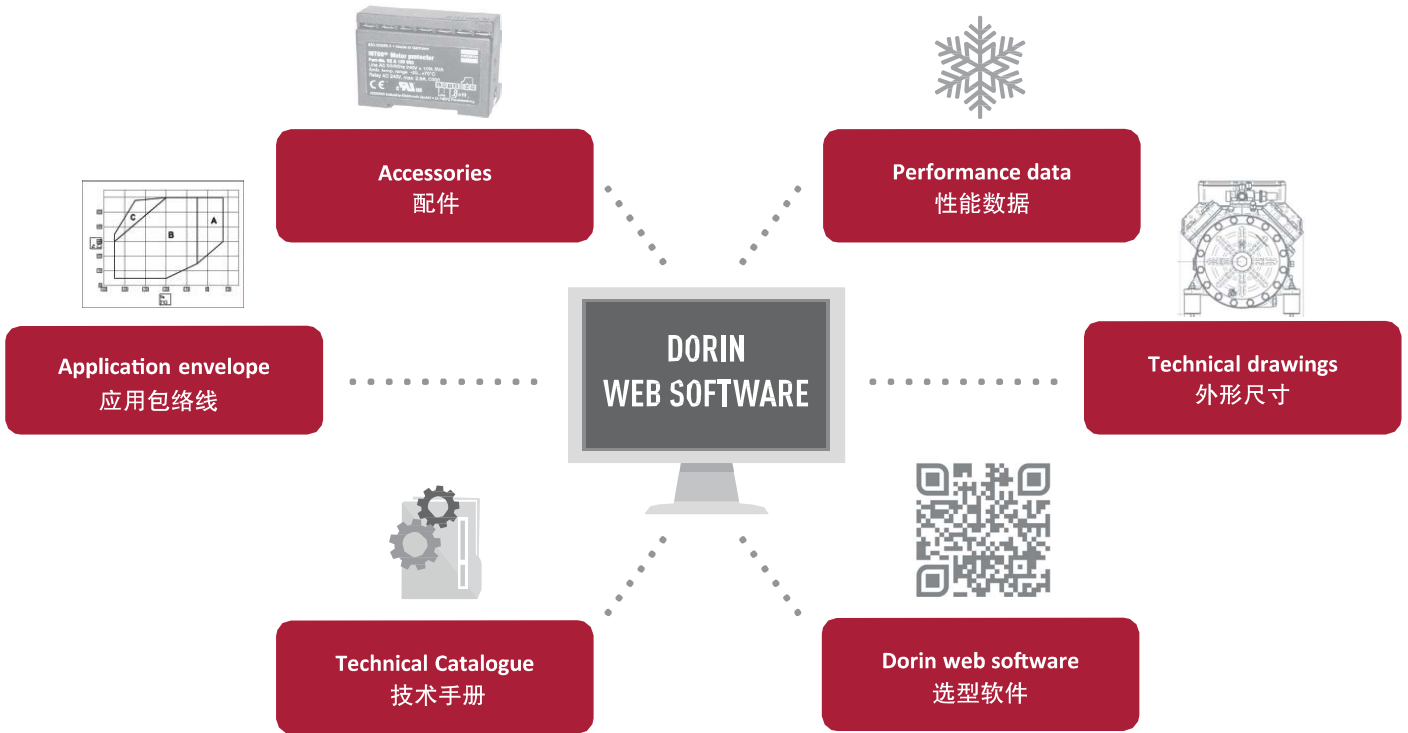 Motor protector
Accessories
配件
Performance data
性能数据
C
A
B
Application envelope
应用包络线
DORIN
WEB SOFTWARE
Technical drawings
外形尺寸
Technical Catalogue
技术手册
Dorin web software
选型软件